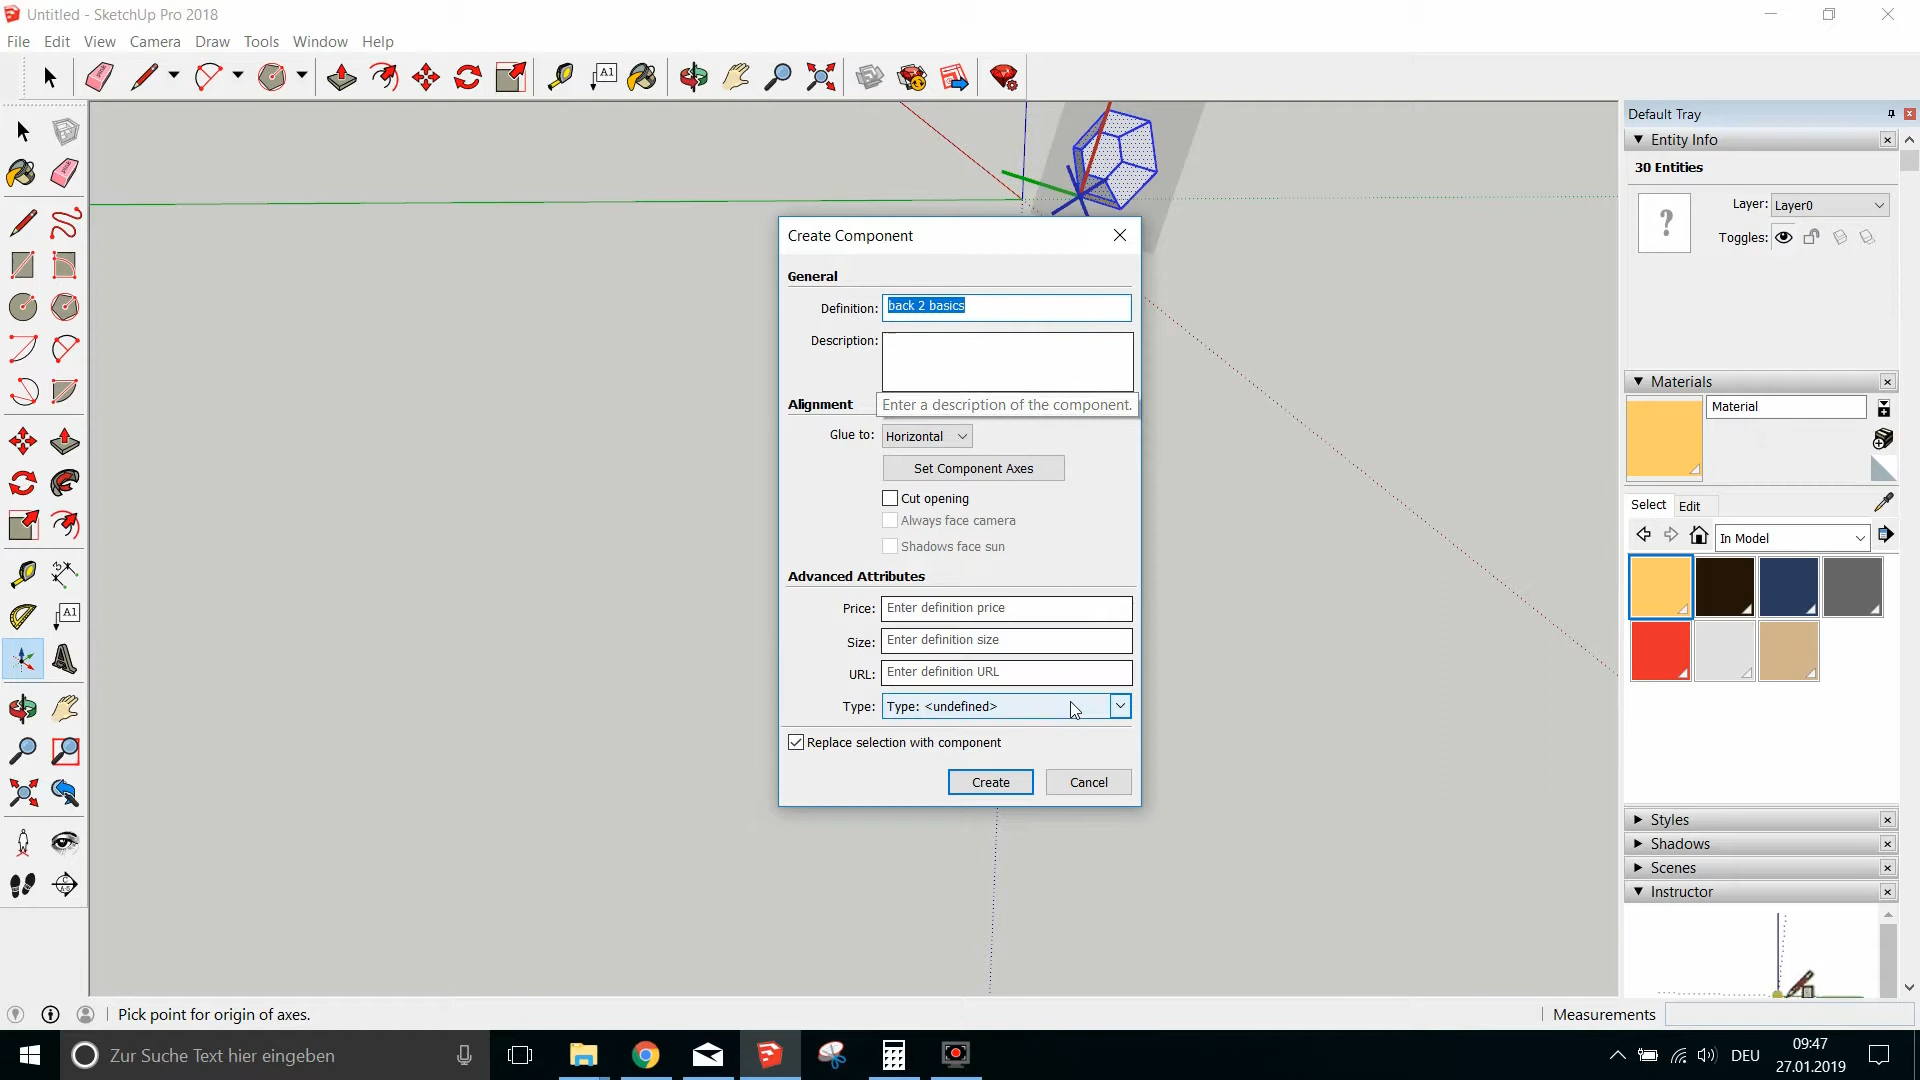 Untitled - SketchUp Pro 2018
File Edit View Camera Draw Tools Window Help
A1
Default Tray
Entity Info
30 Entities
?
Layer: Layer0
Toggles:
Create Component
General
Definition: back 2 basics
Description:
Enter a description of the component.
Alignment
Glue to: Horizontal
Set Component Axes
Cut opening
Always face camera
Shadows face sun
Advanced Attributes
Price: Enter definition price
Size: Enter definition size
URL: Enter definition URL
Type: Type: <undefined>
Replace selection with component
Create Cancel
Materials
Material
Select Edit
In Model
A1
Styles
Shadows
Scenes
Instructor
Pick point for origin of axes.
Measurements
Zur Suche Text hier eingeben
DEU
09:47
27.01.2019